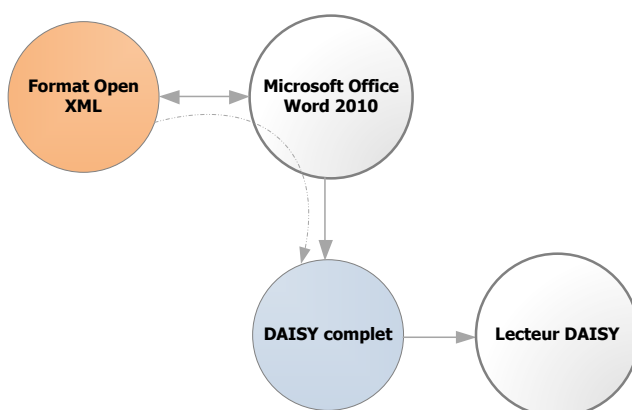 Format Open
XML
Microsoft Office
Word 2010
DAISY complet
Lecteur DAISY